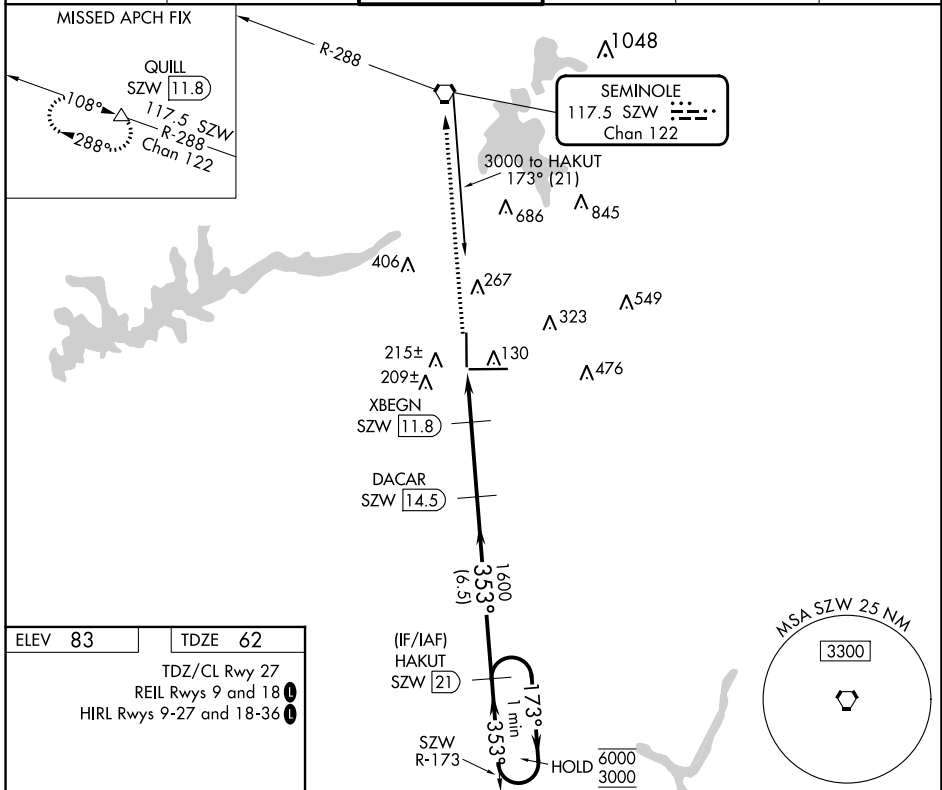 MISSED APCH FIX
QUILL
SZW 11.8
117.5 SZW
R-288
Chan 122
108°
288°
R-288
1048
SEMINOLE
117.5 SZW
Chan 122
3000 to HAKUT
173° (21)
686
845
406
267
549
323
215±
130
209±
476
XBEGN
SZW 11.8
DACAR
SZW 14.5
1600
353°
(6.5)
(IF/IAF)
HAKUT
SZW 21
173°
1 min
353°
SZW
R-173
HOLD 6000
3000
ELEV 83
TDZE 62
TDZ/CL Rwy 27
REIL Rwys 9 and 18 L
HIRL Rwys 9-27 and 18-36 L
MSA SZW 25 NM
3300